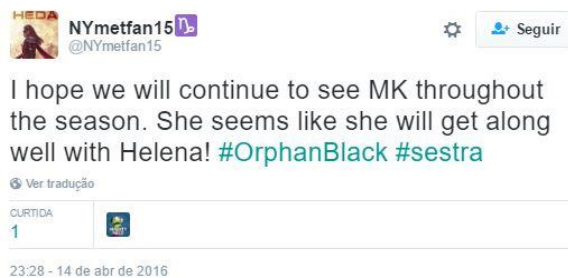 HEDA
NYmetfan15♑
@NYmetfan15
Seguir
I hope we will continue to see MK throughout
the season. She seems like she will get along
well with Helena! #OrphanBlack #sestra
Ver tradução
CURTIDA
1
23:28 - 14 de abr de 2016